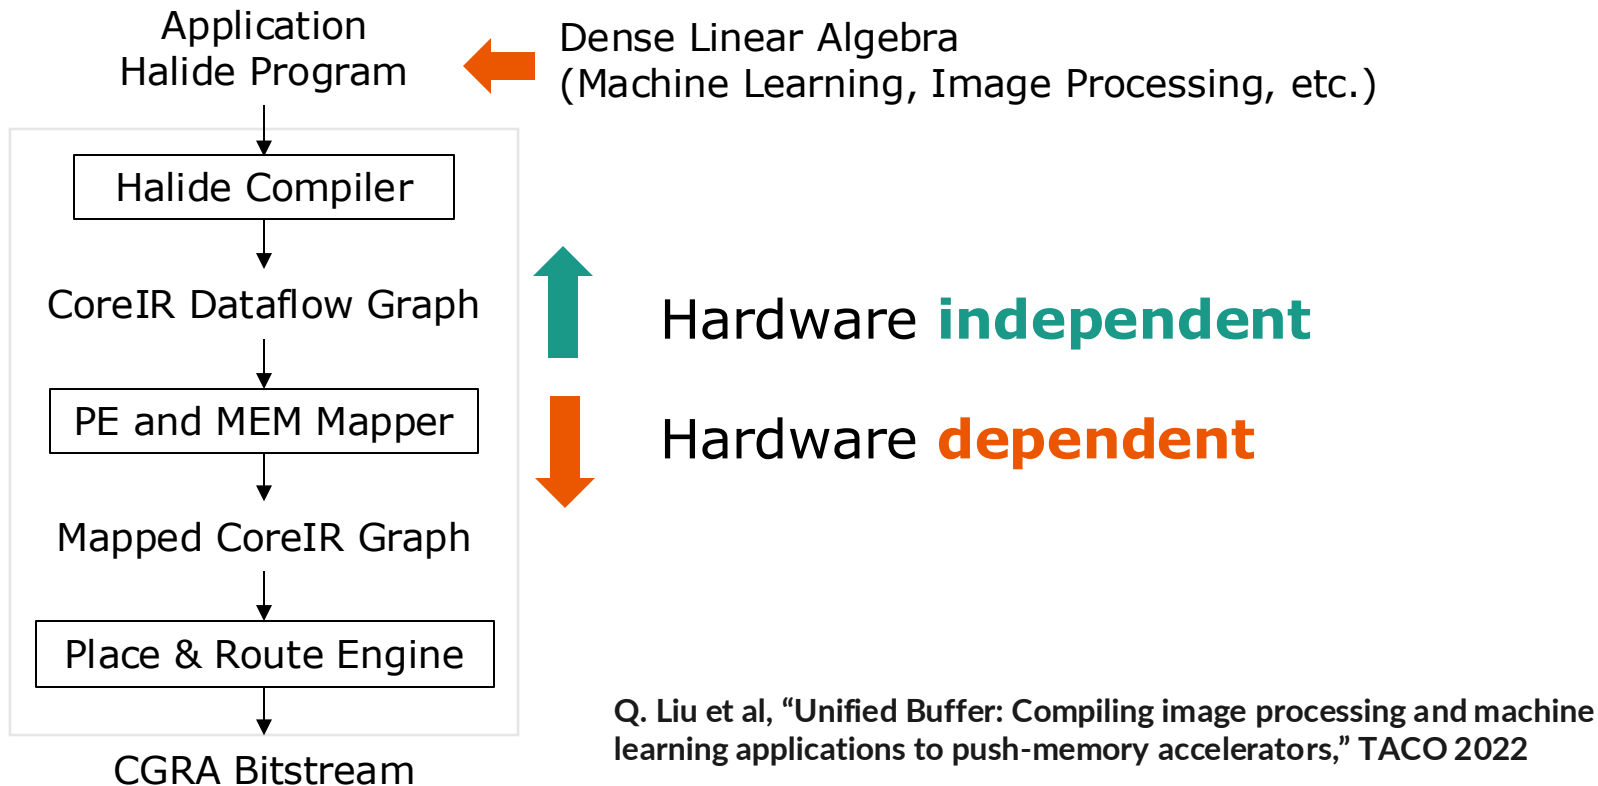 Application
Halide Program
Dense Linear Algebra
(Machine Learning, Image Processing, etc.)
Halide Compiler
CoreIR Dataflow Graph
Hardware independent
PE and MEM Mapper
Hardware dependent
Mapped CoreIR Graph
Place & Route Engine
Q. Liu et al, “Unified Buffer: Compiling image processing and machine
learning applications to push-memory accelerators,” TACO 2022
CGRA Bitstream